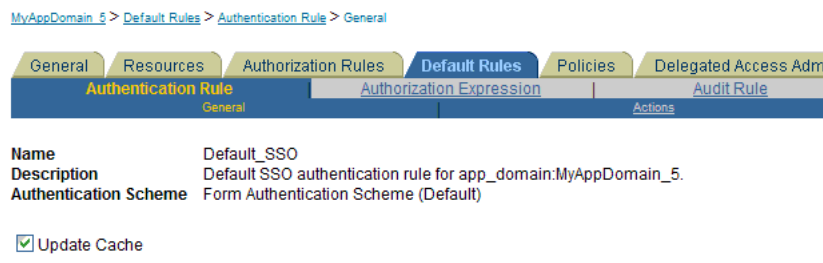 MyAppDomain_5 > Default Rules > Authentication Rule > General
General Resources Authorization Rules Default Rules Policies Delegated Access Adm
Authentication Rule Authorization Expression | Audit Rule
General | Actions
Name Default_SSO
Description Default SSO authentication rule for app_domain:MyAppDomain_5.
Authentication Scheme Form Authentication Scheme (Default)
Update Cache